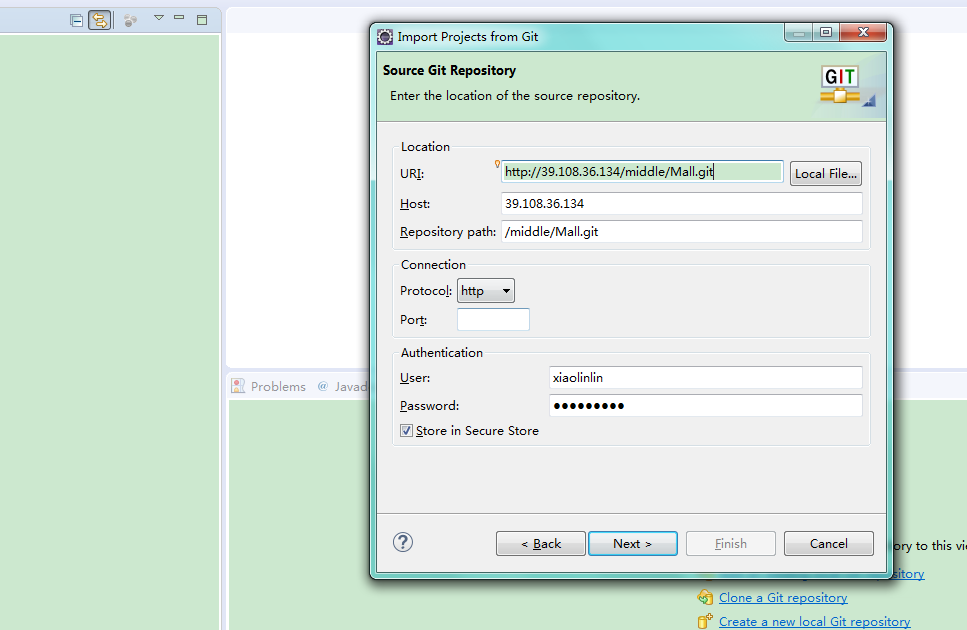 Import Projects from Git
Source Git Repository
Enter the location of the source repository.
GIT
Location
URI: http://39.108.36.134/middle/Mall.git Local File...
Host: 39.108.36.134
Repository path: /middle/Mall.git
Connection
Protocol: http
Port:
Authentication
User: xiaolinlin
Password: ●●●●●●●●●
Store in Secure Store
Problems @ Javad
? < Back Next > Finish Cancel
ory to this vi
sitory
Clone a Git repository
Create a new local Git repository